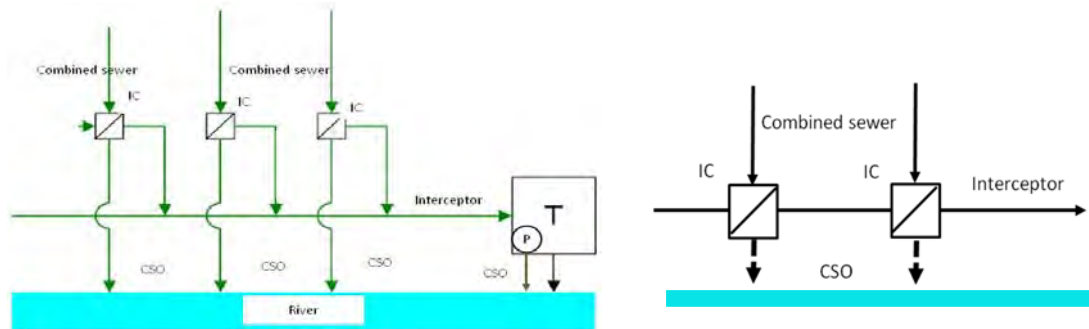 Combined sewer
Combined sewer
IC
IC
IC
Interceptor
T
P
CSO
CSO
CSO
CSO
River
Combined sewer
IC
IC
Interceptor
CSO